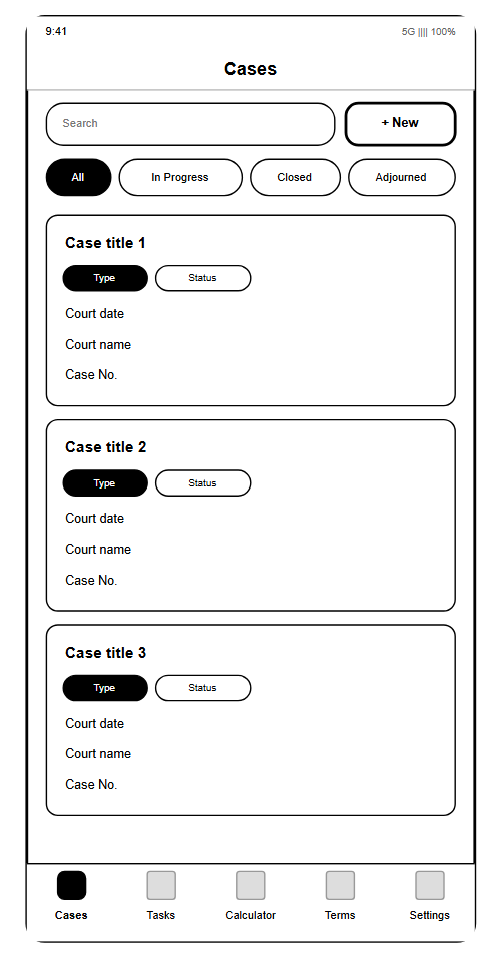 9:41 5G |||| 100%
Cases
Search + New
All In Progress Closed Adjourned
Case title 1
Type Status
Court date
Court name
Case No.
Case title 2
Type Status
Court date
Court name
Case No.
Case title 3
Type Status
Court date
Court name
Case No.
Cases Tasks Calculator Terms Settings